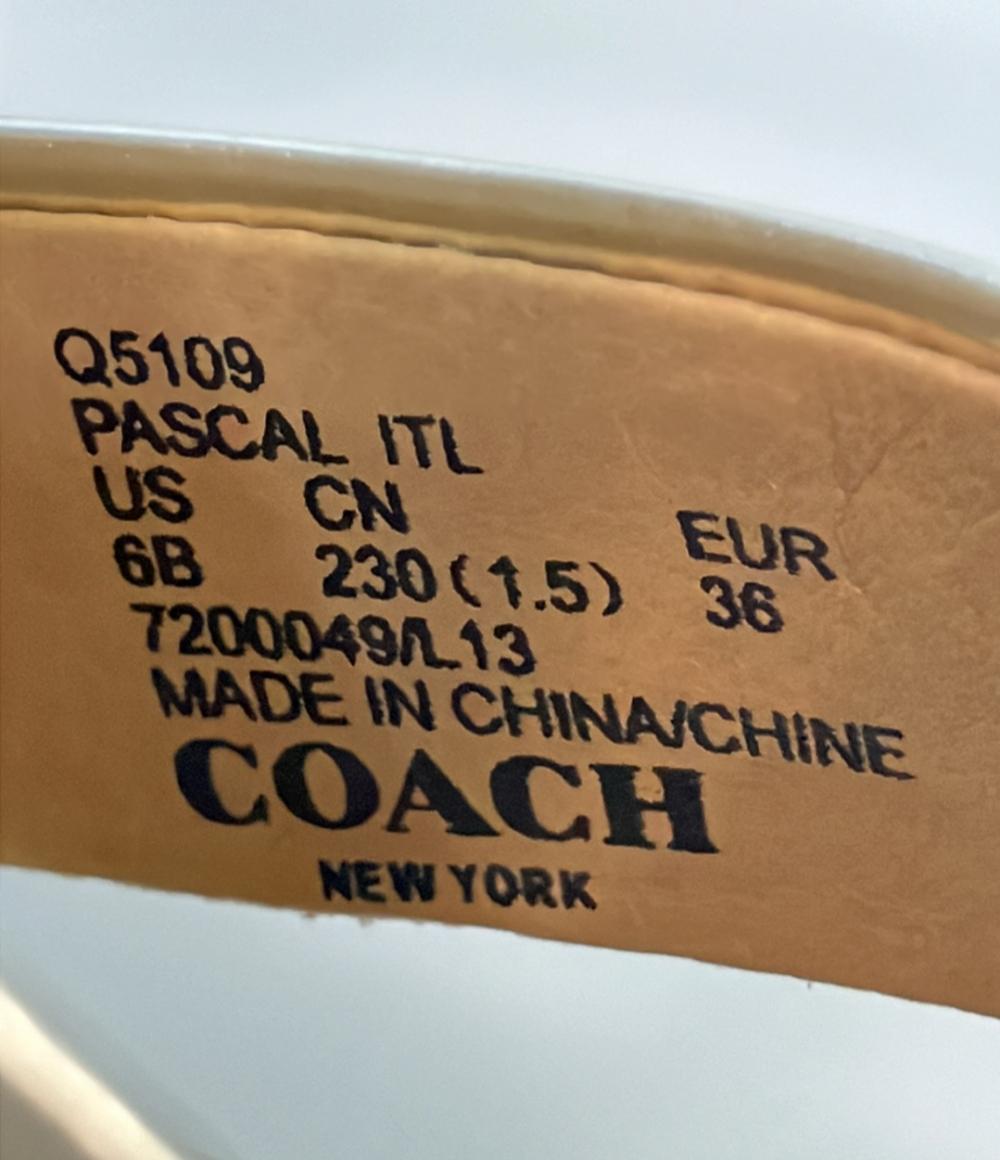 Q5109
PASCAL ITL
US CN EUR
6B 230(1.5) 36
7200049/L13
MADE IN CHINA/CHINE
COACH
NEW YORK